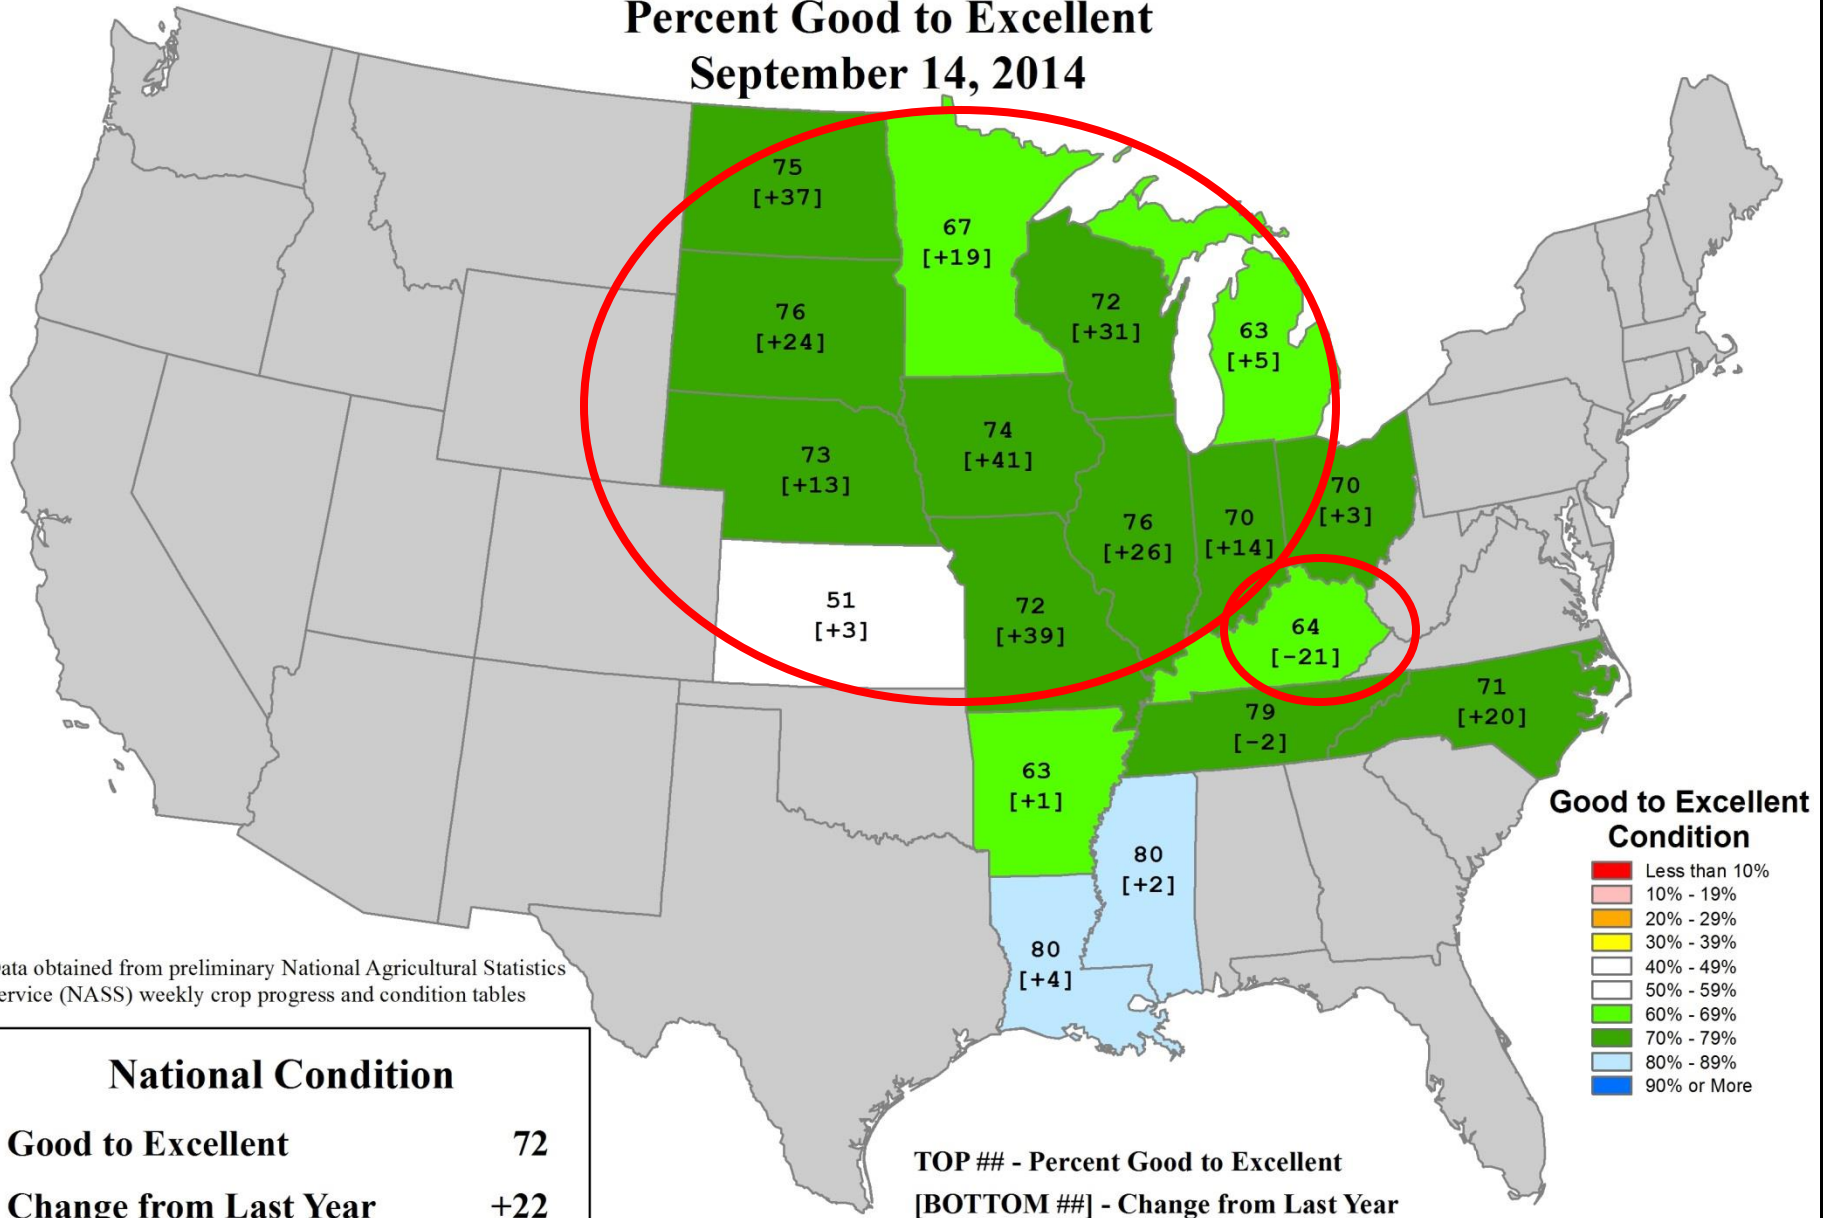 Percent Good to Excellent
September 14, 2014
75
[+37]
67
[+19]
76
[+24]
72
[+31]
63
[+5]
74
[+41]
73
[+13]
70
[+3]
76
[+26]
70
[+14]
51
[+3]
72
[+39]
64
[-21]
71
[+20]
79
[-2]
63
[+1]
80
[+2]
80
[+4]
Good to Excellent
Condition
Less than 10%
10% - 19%
20% - 29%
30% - 39%
40% - 49%
50% - 59%
60% - 69%
70% - 79%
80% - 89%
90% or More
ata obtained from preliminary National Agricultural Statistics
ervice (NASS) weekly crop progress and condition tables
National Condition
Good to Excellent 72
Change from Last Year +22
TOP ## - Percent Good to Excellent
[BOTTOM ##] - Change from Last Year